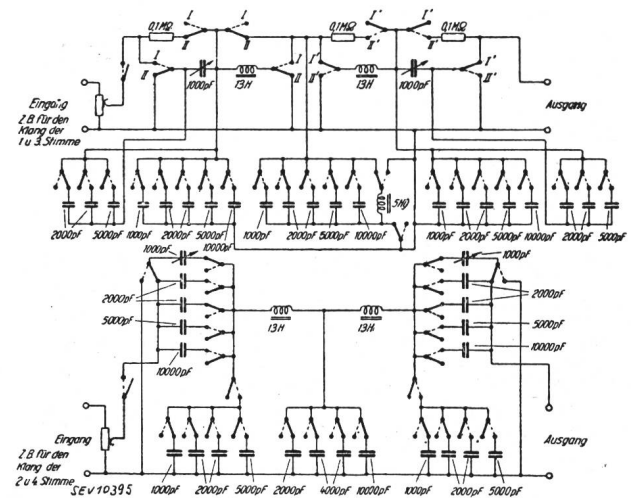 I I I" I"
0,1MΩ II II 0,1MΩ II" II" 0,1MΩ
I I I' I'
II 1000pF 13H II II' 13H 1000pF II'
Eingang
z.B. für den
Klang der
1 u 3. Stimme
Ausgang
5kΩ
2000pF 5000pF 1000pF 2000pF 5000pF 10000pF 1000pF 2000pF 5000pF 10000pF 1000pF 2000pF 5000pF 10000pF 2000pF 5000pF
1000pF 1000pF
2000pF 2000pF
5000pF 13H 13H 5000pF
10000pF 10000pF
Eingang
z.B. für den
Klang der
2 u 4 Stimme
Ausgang
1000pF 2000pF 5000pF 2000pF 4000pF 10000pF 1000pF 2000pF 5000pF
SEV10395